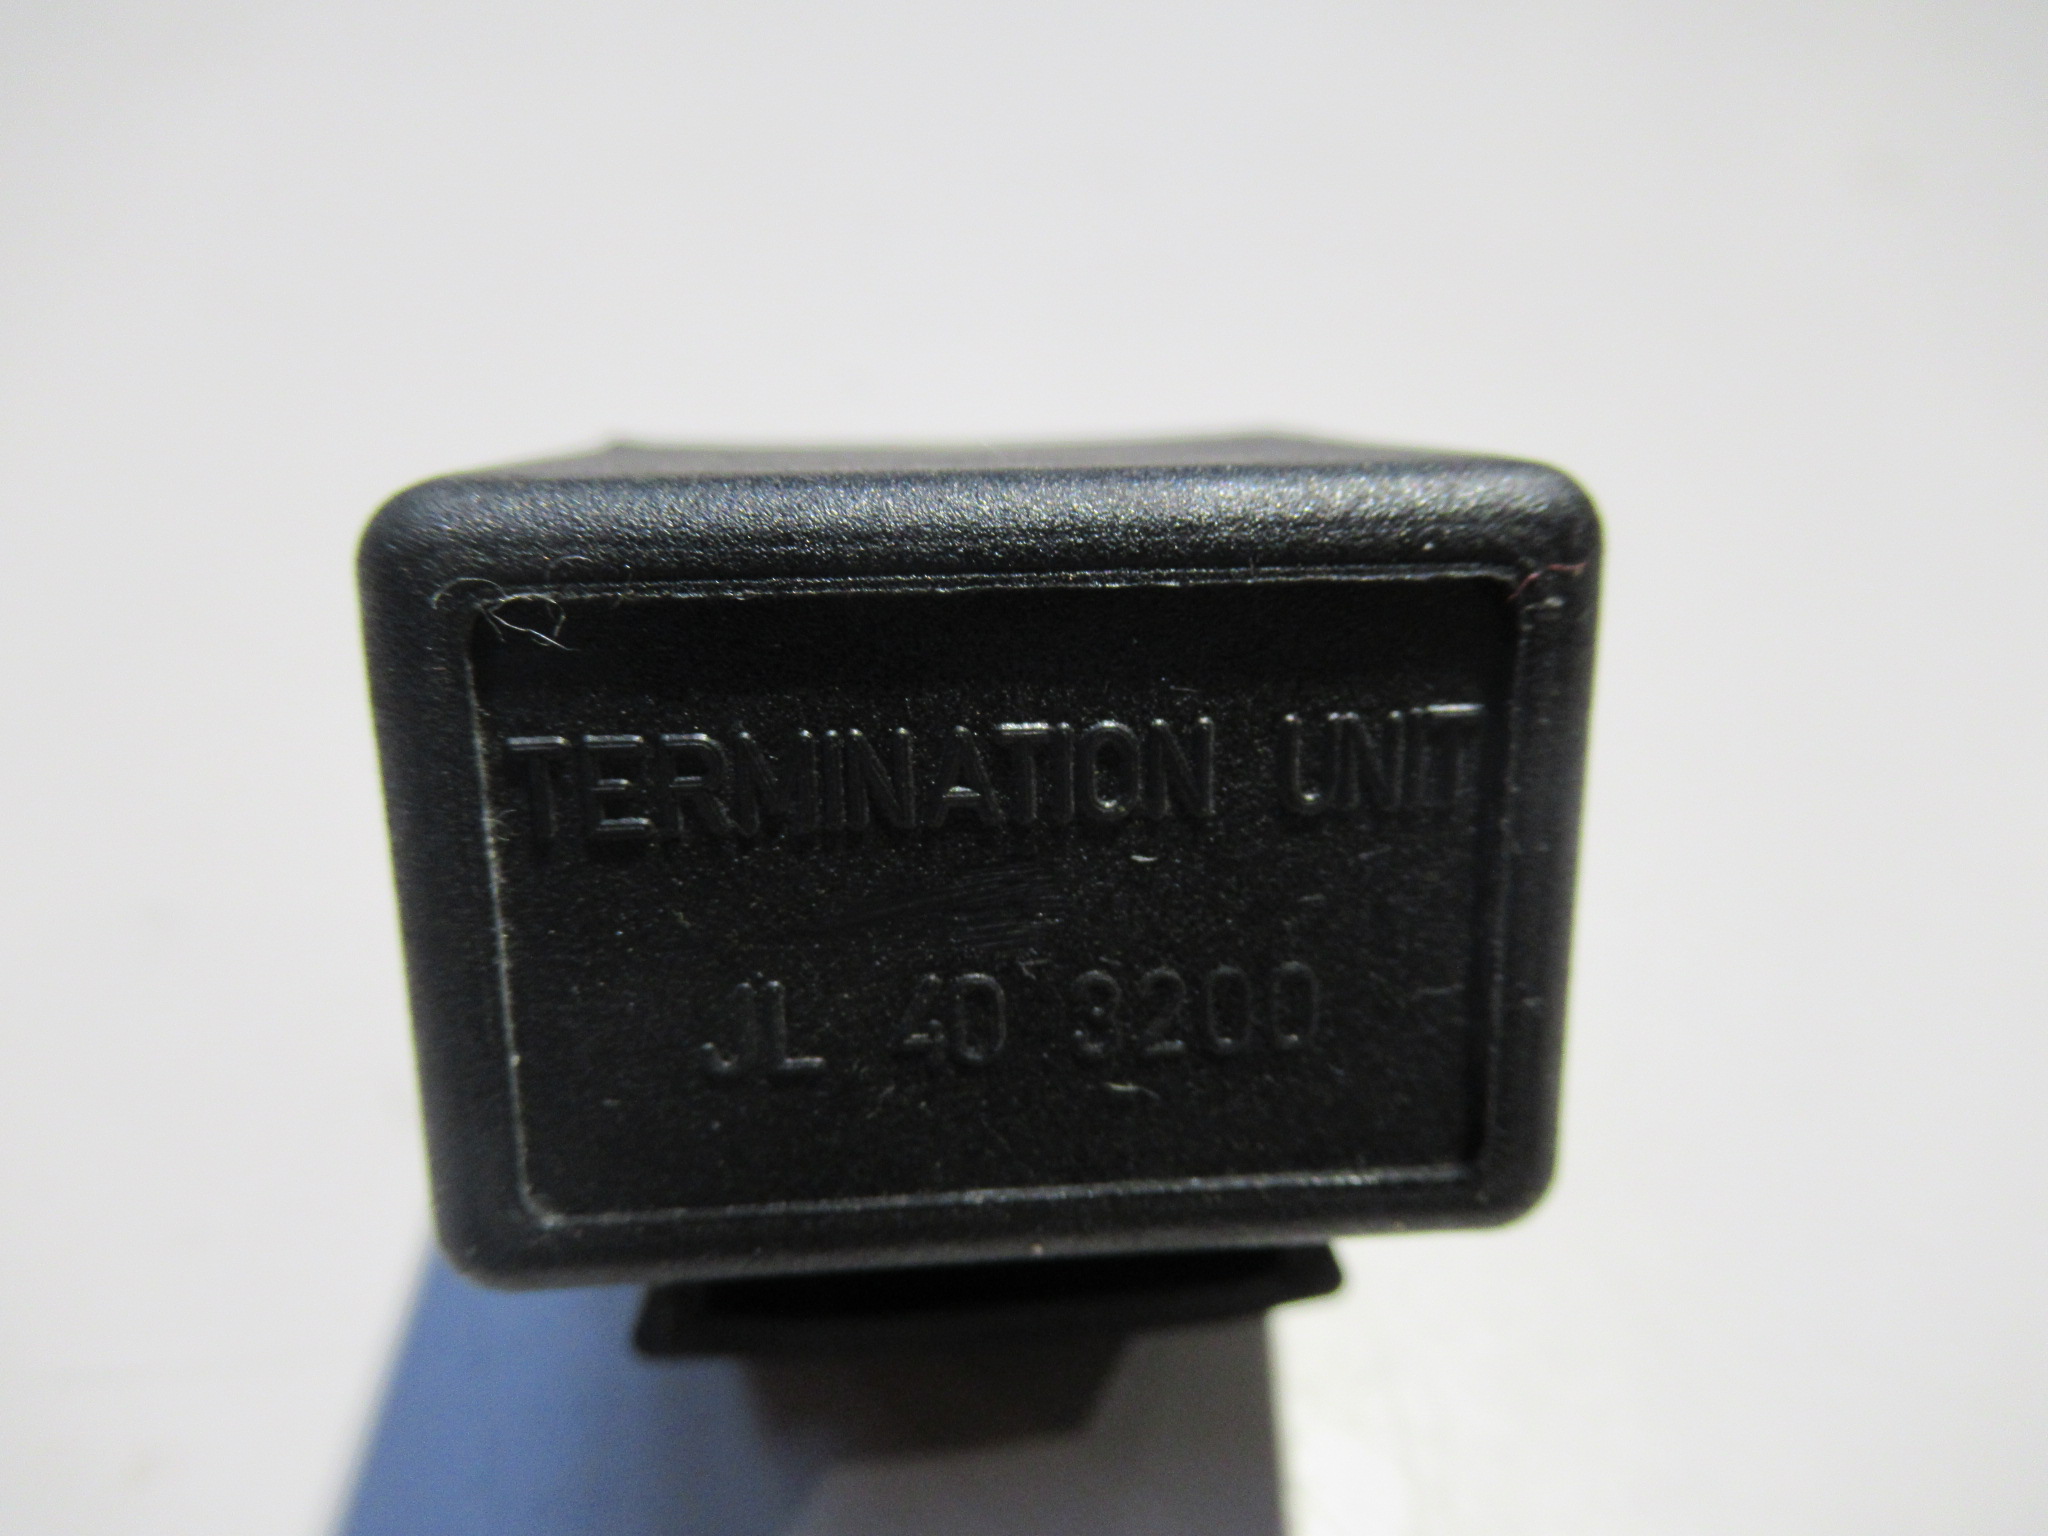 TERMINATION UNIT
JL 40 3200